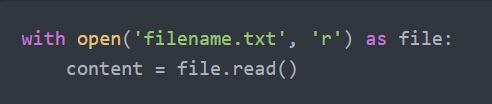 with open('filename.txt', 'r') as file:
    content = file.read()